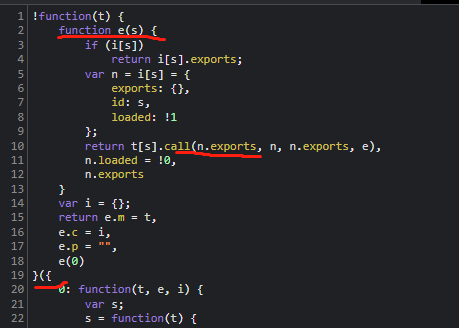 1 !function(t) {
2 function e(s) {
3 if (i[s])
4 return i[s].exports;
5 var n = i[s] = {
6 exports: {},
7 id: s,
8 loaded: !1
9 };
10 return t[s].call(n.exports, n, n.exports, e),
11 n.loaded = !0,
12 n.exports
13 }
14 var i = {};
15 return e.m = t,
16 e.c = i,
17 e.p = "",
18 e(0)
19 }({
20 0: function(t, e, i) {
21 var s;
22 s = function(t) {